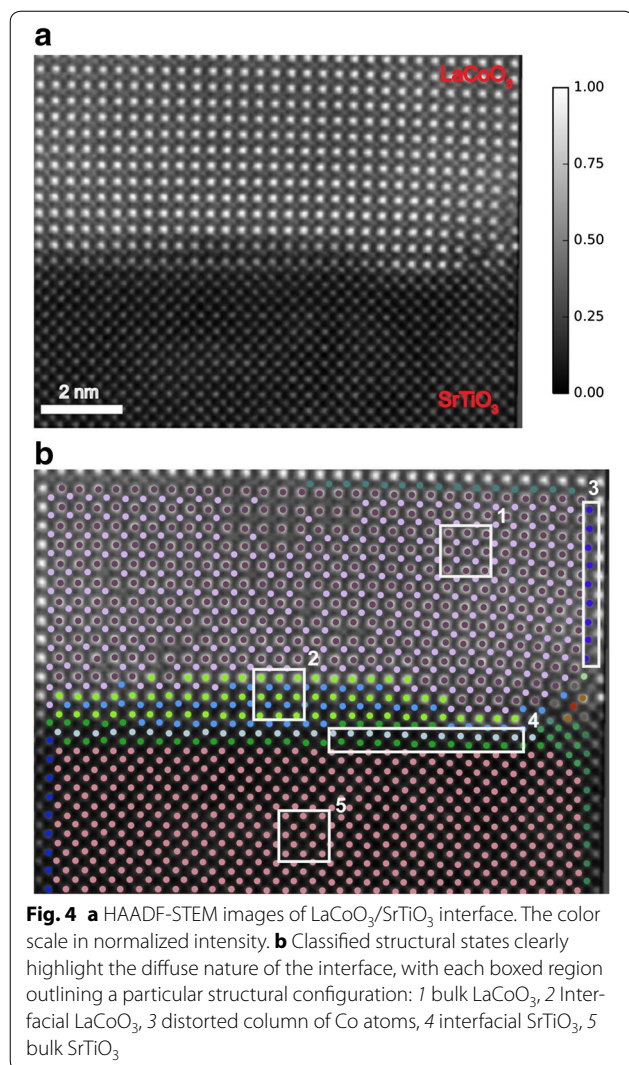 a
LaCoO₃
1.00
0.75
0.50
0.25
0.00
2 nm
SrTiO₃
b
3
1
2
4
5
Fig. 4 a HAADF-STEM images of LaCoO₃/SrTiO₃ interface. The color
scale in normalized intensity. b Classified structural states clearly
highlight the diffuse nature of the interface, with each boxed region
outlining a particular structural configuration: 1 bulk LaCoO₃, 2 Inter-
facial LaCoO₃, 3 distorted column of Co atoms, 4 interfacial SrTiO₃, 5
bulk SrTiO₃